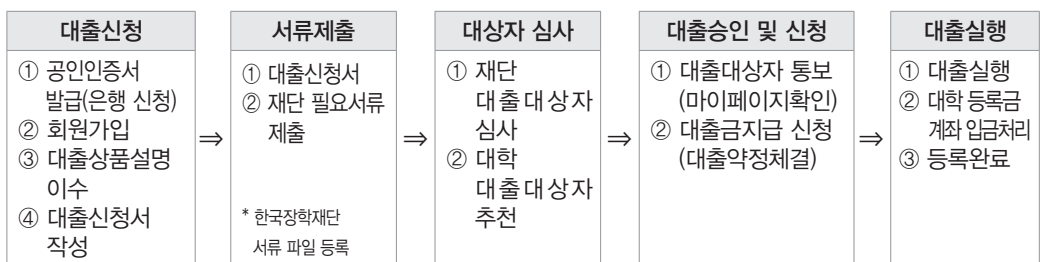 대출신청
① 공인인증서
발급(은행 신청)
② 회원가입
③ 대출상품설명
이수
④ 대출신청서
작성
⇒
서류제출
① 대출신청서
② 재단 필요서류
제출
* 한국장학재단
서류 파일 등록
⇒
대상자 심사
① 재단
대출대상자
심사
② 대학
대출대상자
추천
⇒
대출승인 및 신청
① 대출대상자 통보
(마이페이지확인)
② 대출금지급 신청
(대출약정체결)
⇒
대출실행
① 대출실행
② 대학 등록금
계좌 입금처리
③ 등록완료